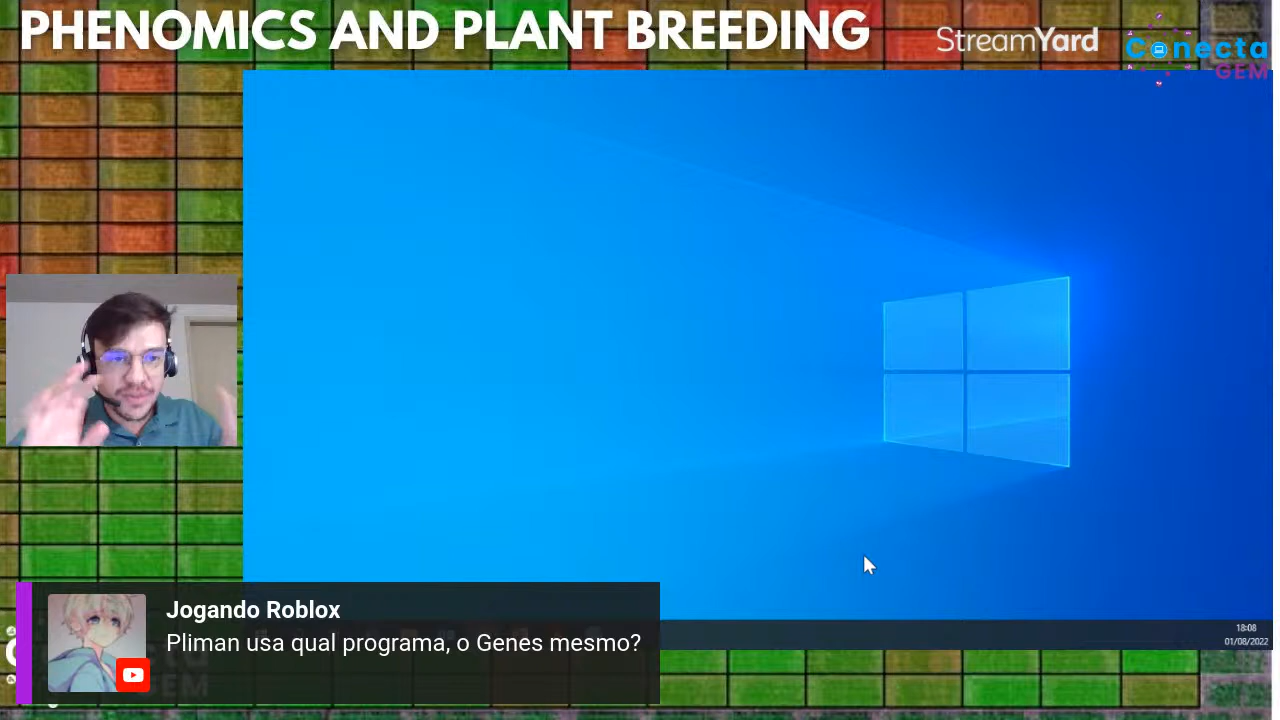 PHENOMICS AND PLANT BREEDING
StreamYard
Conecta
GEM
18:08
01/08/2022
Jogando Roblox
Pliman usa qual programa, o Genes mesmo?